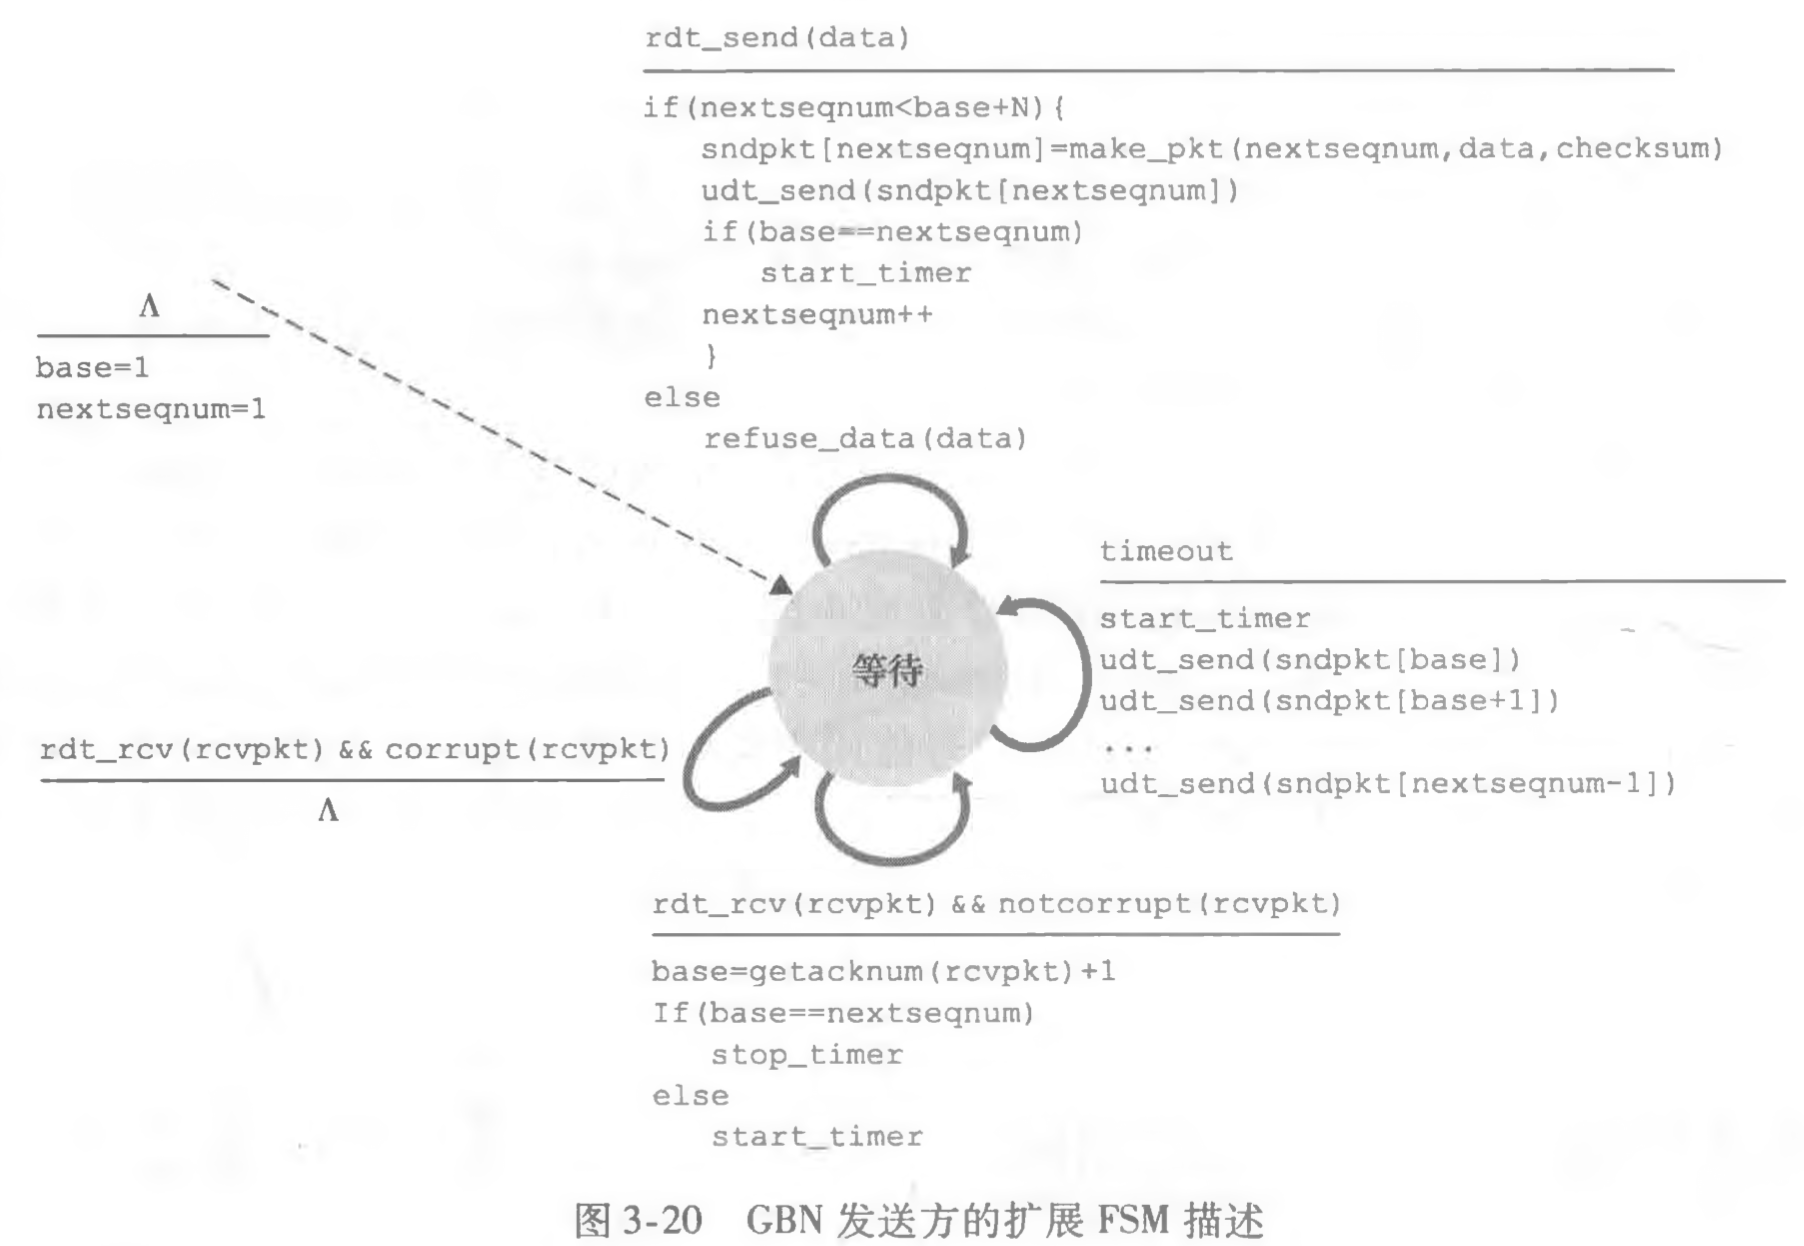 rdt_send(data)
if(nextseqnum<base+N){
sndpkt[nextseqnum]=make_pkt(nextseqnum,data,checksum)
udt_send(sndpkt[nextseqnum])
if(base==nextseqnum)
start_timer
nextseqnum++
}
else
refuse_data(data)
Λ
base=1
nextseqnum=1
timeout
start_timer
udt_send(sndpkt[base])
udt_send(sndpkt[base+1])
...
udt_send(sndpkt[nextseqnum-1])
等待
rdt_rcv(rcvpkt) && corrupt(rcvpkt)
Λ
rdt_rcv(rcvpkt) && notcorrupt(rcvpkt)
base=getacknum(rcvpkt)+1
If(base==nextseqnum)
stop_timer
else
start_timer
图 3-20 GBN 发送方的扩展 FSM 描述